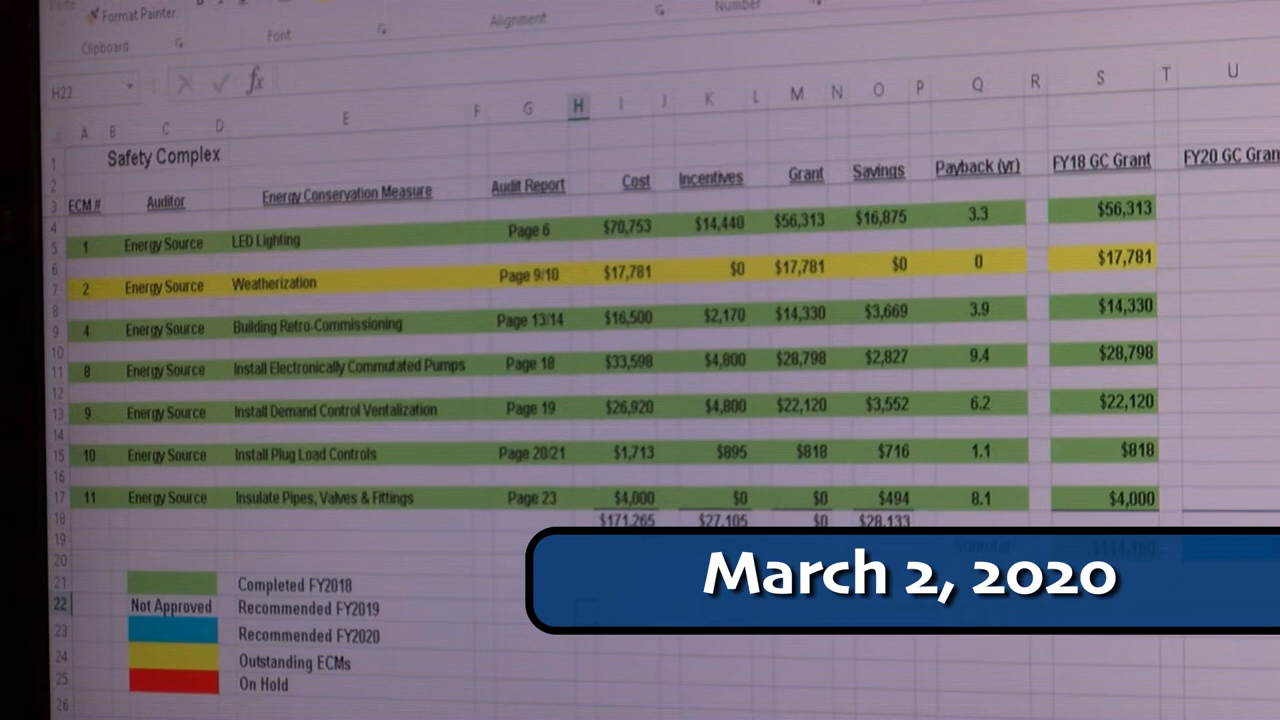 Format Painter
Clipboard Font Alignment Number
H22 fx
A B C D E F G H I J K L M N O P Q R S T U
1 Safety Complex
2
3 ECM # Auditor Energy Conservation Measure Audit Report Cost Incentives Grant Savings Payback (yr) FY18 GC Grant FY20 GC Gran
4
5 1 Energy Source LED Lighting Page 6 $70,753 $14,440 $56,313 $16,875 3.3 $56,313
6
7 2 Energy Source Weatherization Page 9/10 $17,781 $0 $17,781 $0 0 $17,781
8
9 4 Energy Source Building Retro-Commissioning Page 13/14 $16,500 $2,170 $14,330 $3,669 3.9 $14,330
10
11 8 Energy Source Install Electronically Commutated Pumps Page 18 $33,598 $4,800 $28,798 $2,827 9.4 $28,798
12
13 9 Energy Source Install Demand Control Ventalization Page 19 $26,920 $4,800 $22,120 $3,552 6.2 $22,120
14
15 10 Energy Source Install Plug Load Controls Page 20/21 $1,713 $895 $818 $716 1.1 $818
16
17 11 Energy Source Insulate Pipes, Valves & Fittings Page 23 $4,000 $0 $0 $494 8.1 $4,000
18 $171,265 $27,105 $0 $28,133
19
20
21 Completed FY2018
22 Not Approved Recommended FY2019
23 Recommended FY2020
24 Outstanding ECMs
25 On Hold
26
March 2, 2020